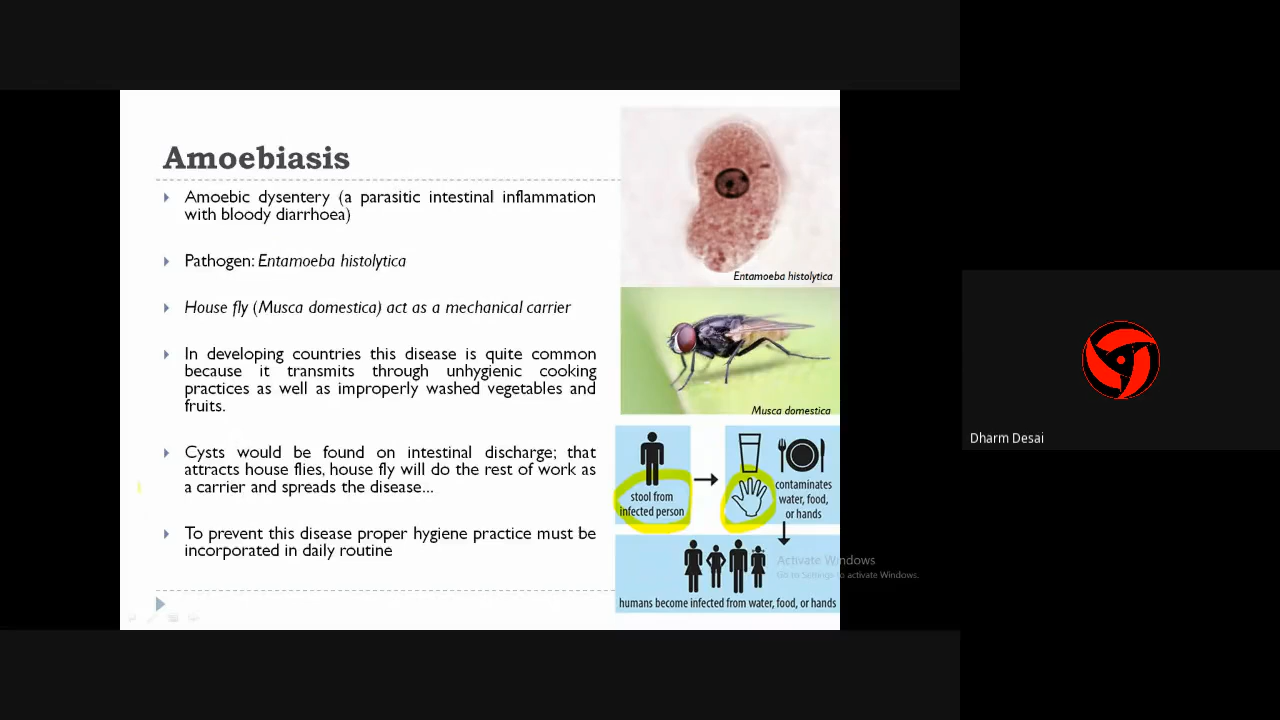 Amoebiasis
Amoebic dysentery (a parasitic intestinal inflammation
with bloody diarrhoea)
Pathogen: Entamoeba histolytica
House fly (Musca domestica) act as a mechanical carrier
In developing countries this disease is quite common
because it transmits through unhygienic cooking
practices as well as improperly washed vegetables and
fruits.
Cysts would be found on intestinal discharge; that
attracts house flies, house fly will do the rest of work as
a carrier and spreads the disease...
To prevent this disease proper hygiene practice must be
incorporated in daily routine
Entamoeba histolytica
Musca domestica
stool from
infected person
contaminates
water, food,
or hands
humans become infected from water, food, or hands
Activate Windows
Go to Settings to activate Windows.
Dharm Desai